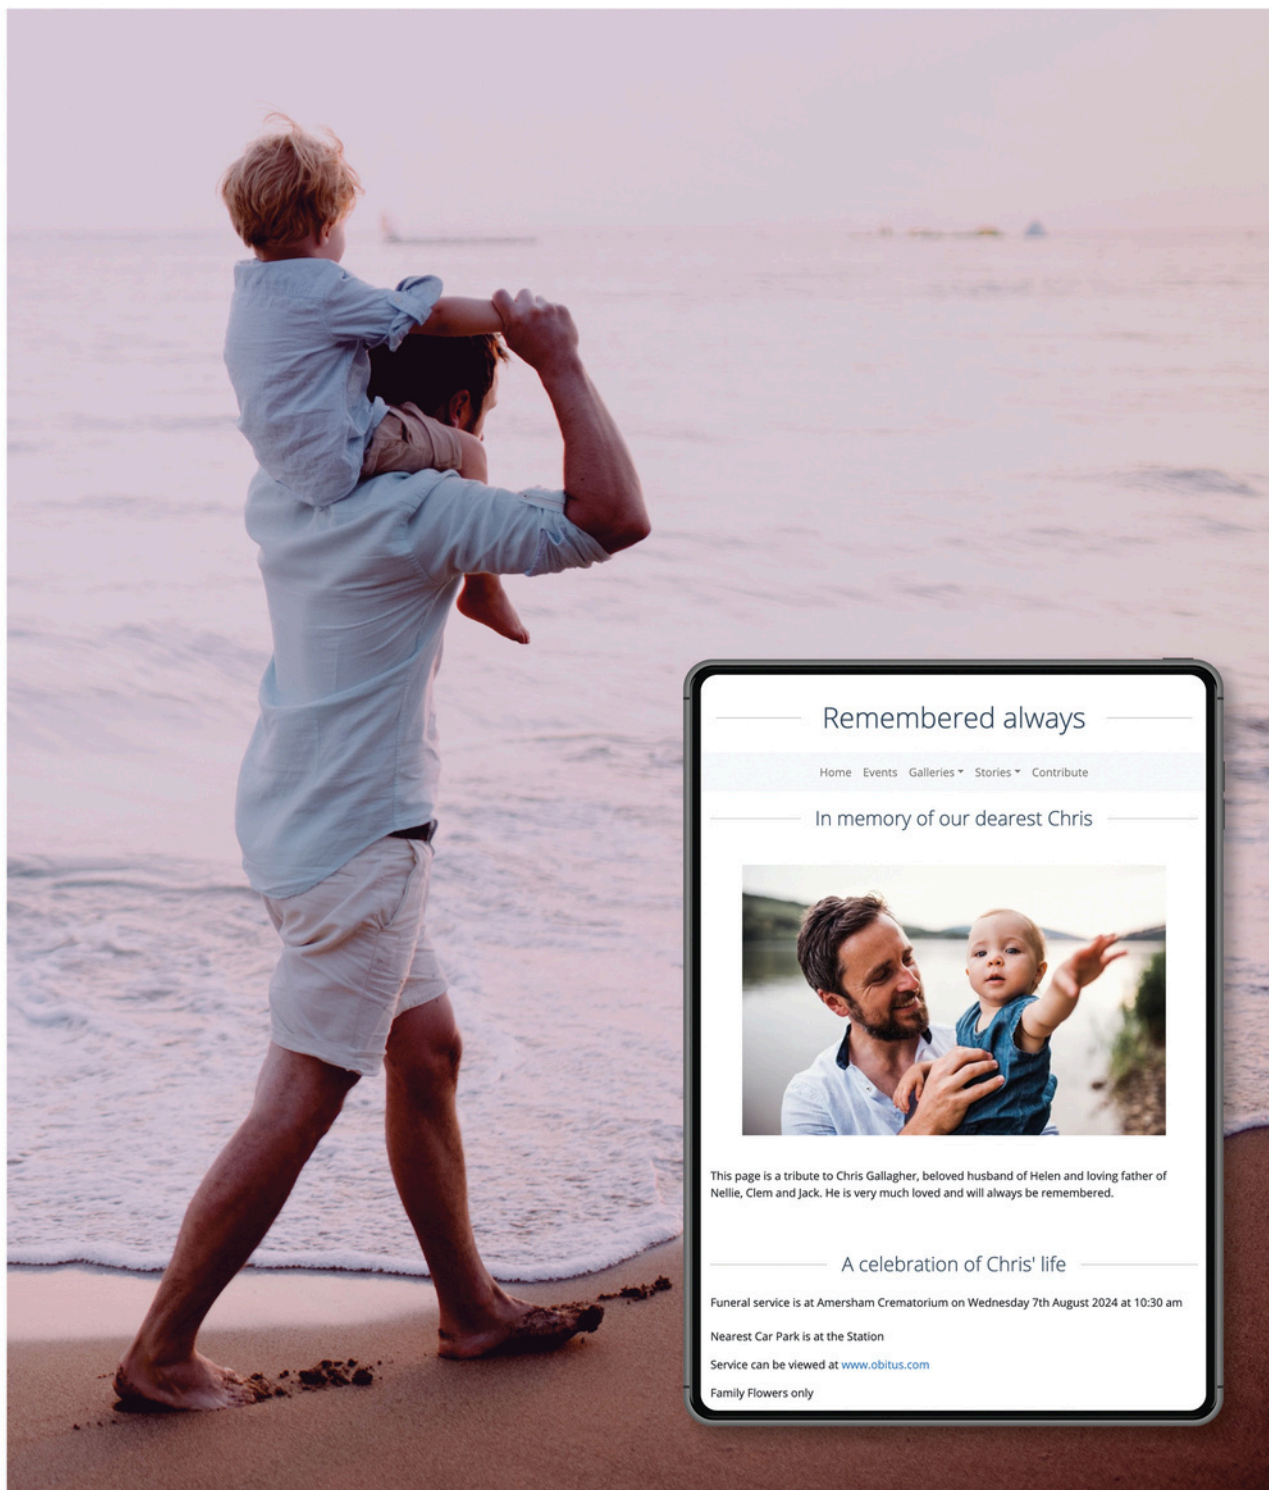 Remembered always
Home Events Galleries Stories Contribute
In memory of our dearest Chris
This page is a tribute to Chris Gallagher, beloved husband of Helen and loving father of
Nellie, Clem and Jack. He is very much loved and will always be remembered.
A celebration of Chris' life
Funeral service is at Amersham Crematorium on Wednesday 7th August 2024 at 10:30 am
Nearest Car Park is at the Station
Service can be viewed at www.obitus.com
Family Flowers only